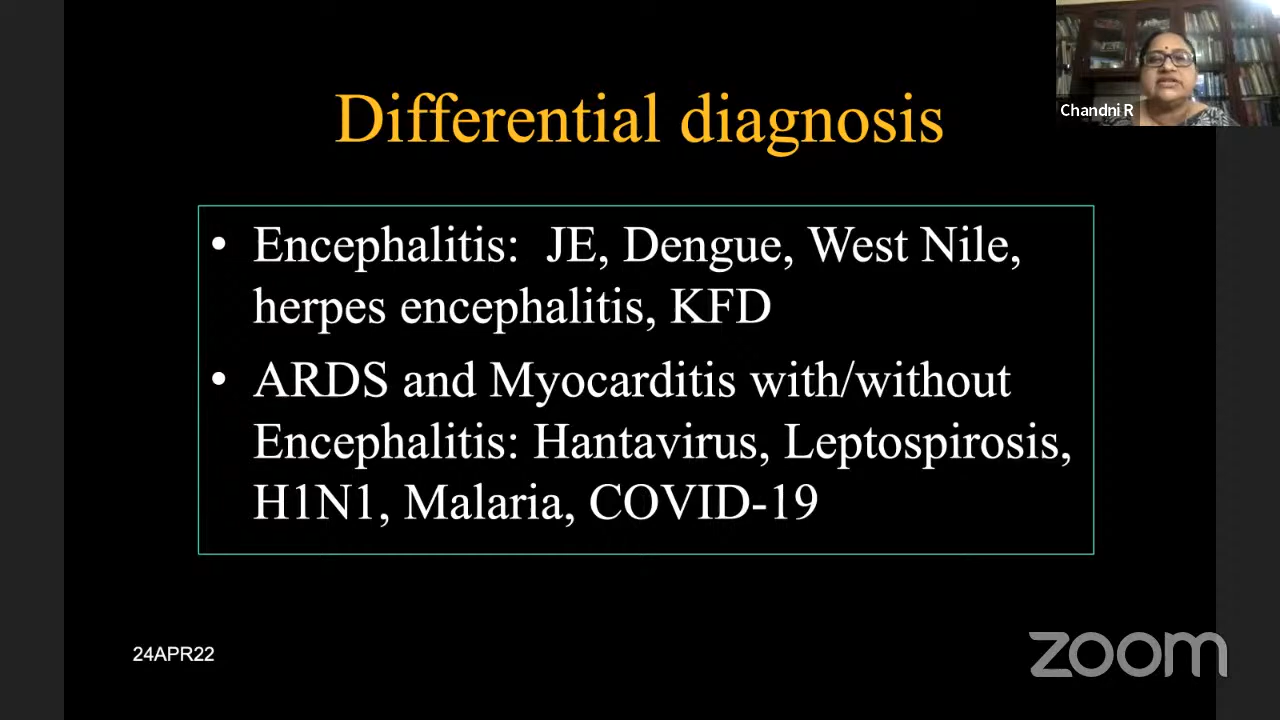 Chandni R
Differential diagnosis
• Encephalitis: JE, Dengue, West Nile,
herpes encephalitis, KFD
• ARDS and Myocarditis with/without
Encephalitis: Hantavirus, Leptospirosis,
H1N1, Malaria, COVID-19
24APR22
zoom